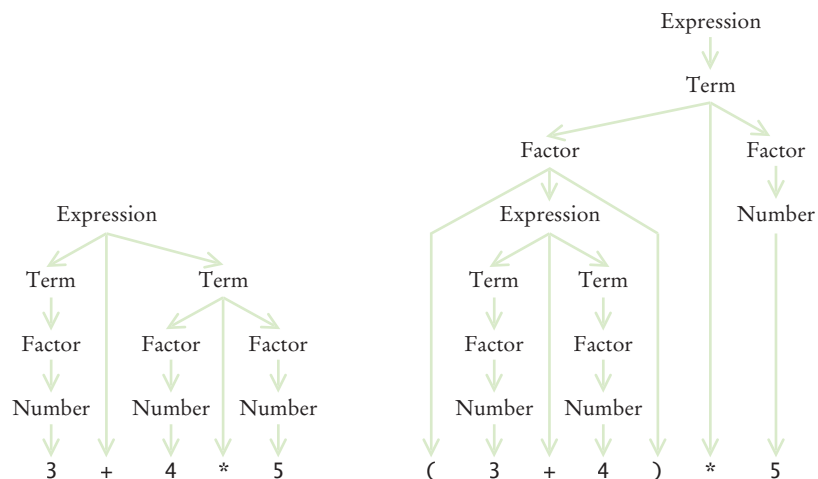 Expression
Term
Factor Factor
Expression Expression Number
Term Term Term Term
Factor Factor Factor Factor Factor
Number Number Number Number Number
3 + 4 * 5 ( 3 + 4 ) * 5